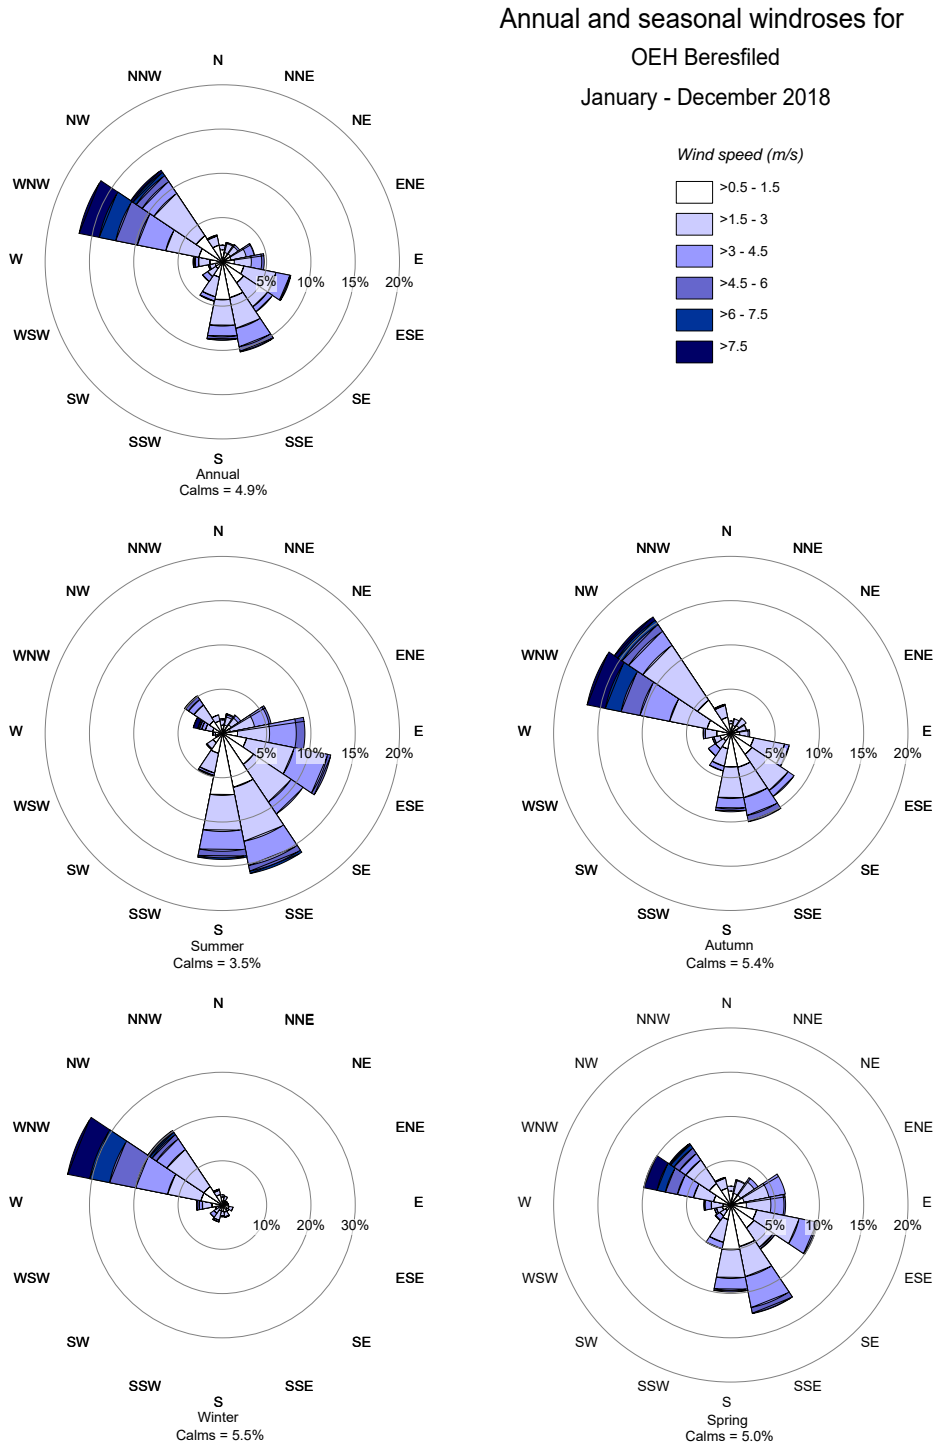 Annual and seasonal windroses for
OEH Beresfiled
January - December 2018
Wind speed (m/s)
>0.5 - 1.5
>1.5 - 3
>3 - 4.5
>4.5 - 6
>6 - 7.5
>7.5
N
NNW
NNE
NW
NE
WNW
ENE
W
E
5%
10%
15%
20%
WSW
ESE
SW
SE
SSW
SSE
S
Annual
Calms = 4.9%
N
NNW
NNE
NW
NE
WNW
ENE
W
E
5%
10%
15%
20%
WSW
ESE
SW
SE
SSW
SSE
S
Summer
Calms = 3.5%
N
NNW
NNE
NW
NE
WNW
ENE
W
E
5%
10%
15%
20%
WSW
ESE
SW
SE
SSW
SSE
S
Autumn
Calms = 5.4%
N
NNW
NNE
NW
NE
WNW
ENE
W
E
10%
20%
30%
WSW
ESE
SW
SE
SSW
SSE
S
Winter
Calms = 5.5%
N
NNW
NNE
NW
NE
WNW
ENE
W
E
5%
10%
15%
20%
WSW
ESE
SW
SE
SSW
SSE
S
Spring
Calms = 5.0%